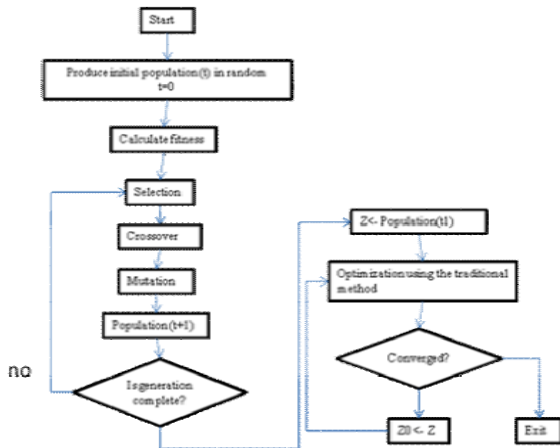 Start
Produce initial population(t) in random
t=0
Calculate fitness
Selection
Crossover
Mutation
Population(t+1)
no
Is generation
complete?
Z<- Population(t1)
Optimization using the traditional
method
Converged?
Z0 <- Z
Exit